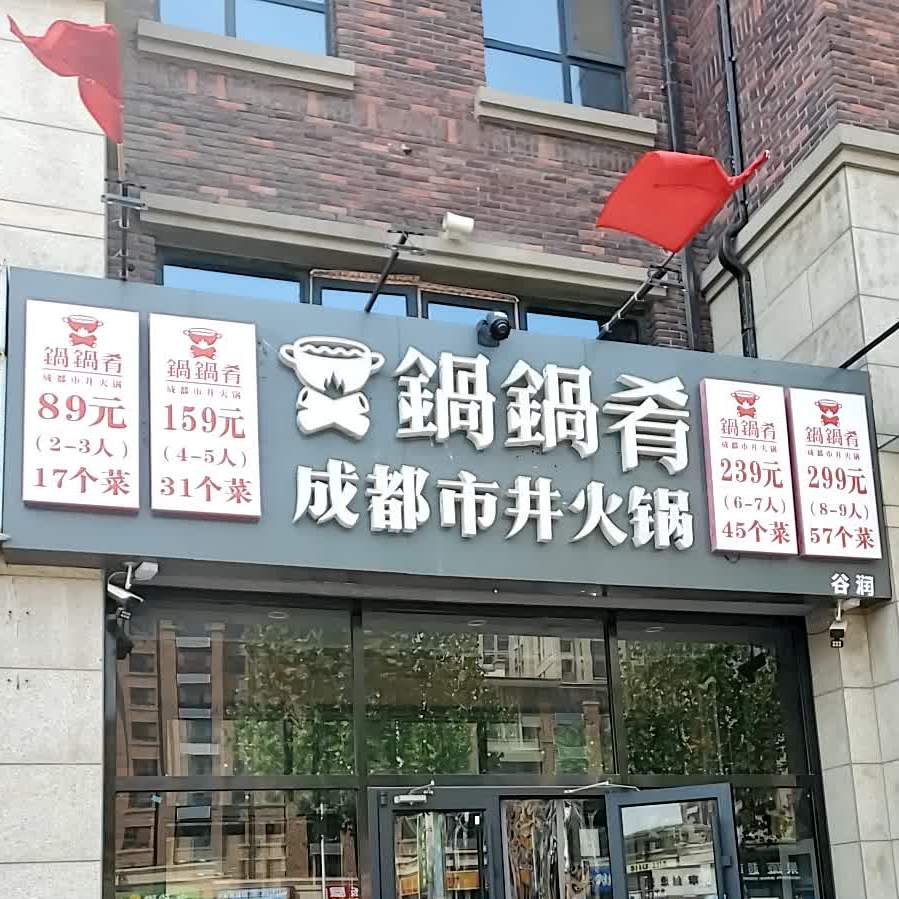 鍋鍋肴
成都市井火锅
89元
(2-3人)
17个菜
鍋鍋肴
成都市井火锅
159元
(4-5人)
31个菜
鍋鍋肴
成都市井火锅
鍋鍋肴
成都市井火锅
239元
(6-7人)
45个菜
鍋鍋肴
成都市井火锅
299元
(8-9人)
57个菜
谷润